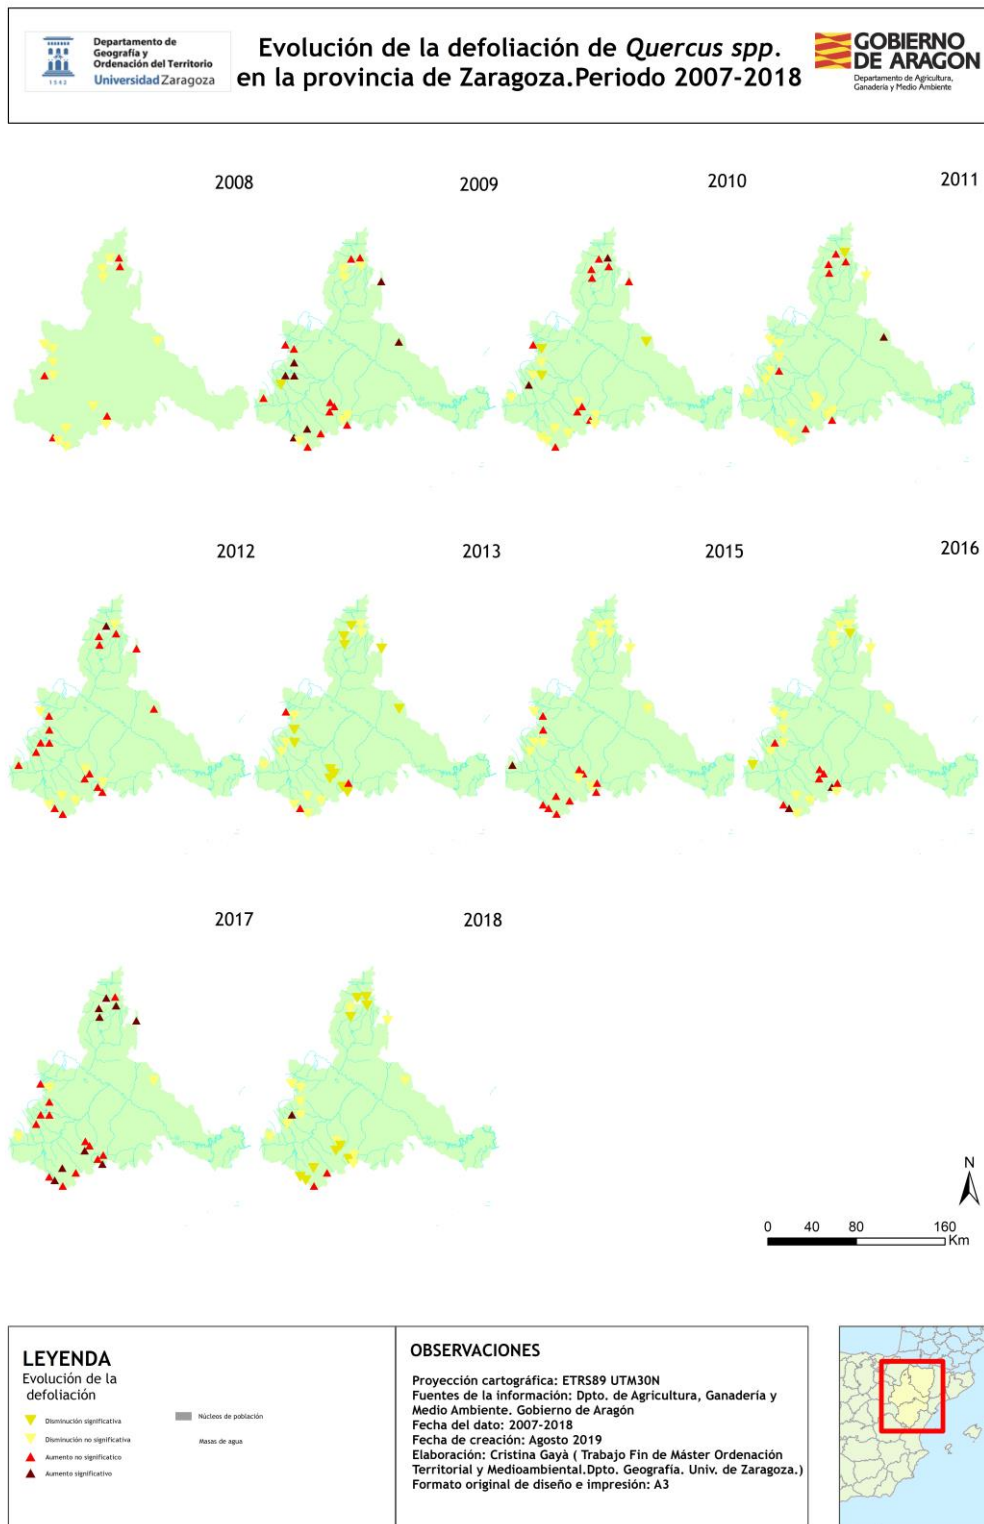 Departamento de
Geografía y
Ordenación del Territorio
Universidad Zaragoza
1542
Evolución de la defoliación de Quercus spp.
en la provincia de Zaragoza.Periodo 2007-2018
GOBIERNO
DE ARAGON
Departamento de Agricultura,
Ganadería y Medio Ambiente
2008
2009
2010
2011
2012
2013
2015
2016
2017
2018
N
0 40 80 160
Km
LEYENDA
Evolución de la
defoliación
Disminución significativa
Disminución no significativa
Aumento no significatico
Aumento significativo
Núcleos de población
Masas de agua
OBSERVACIONES
Proyección cartográfica: ETRS89 UTM30N
Fuentes de la información: Dpto. de Agricultura, Ganadería y
Medio Ambiente. Gobierno de Aragón
Fecha del dato: 2007-2018
Fecha de creación: Agosto 2019
Elaboración: Cristina Gayà ( Trabajo Fin de Máster Ordenación
Territorial y Medioambiental.Dpto. Geografía. Univ. de Zaragoza.)
Formato original de diseño e impresión: A3